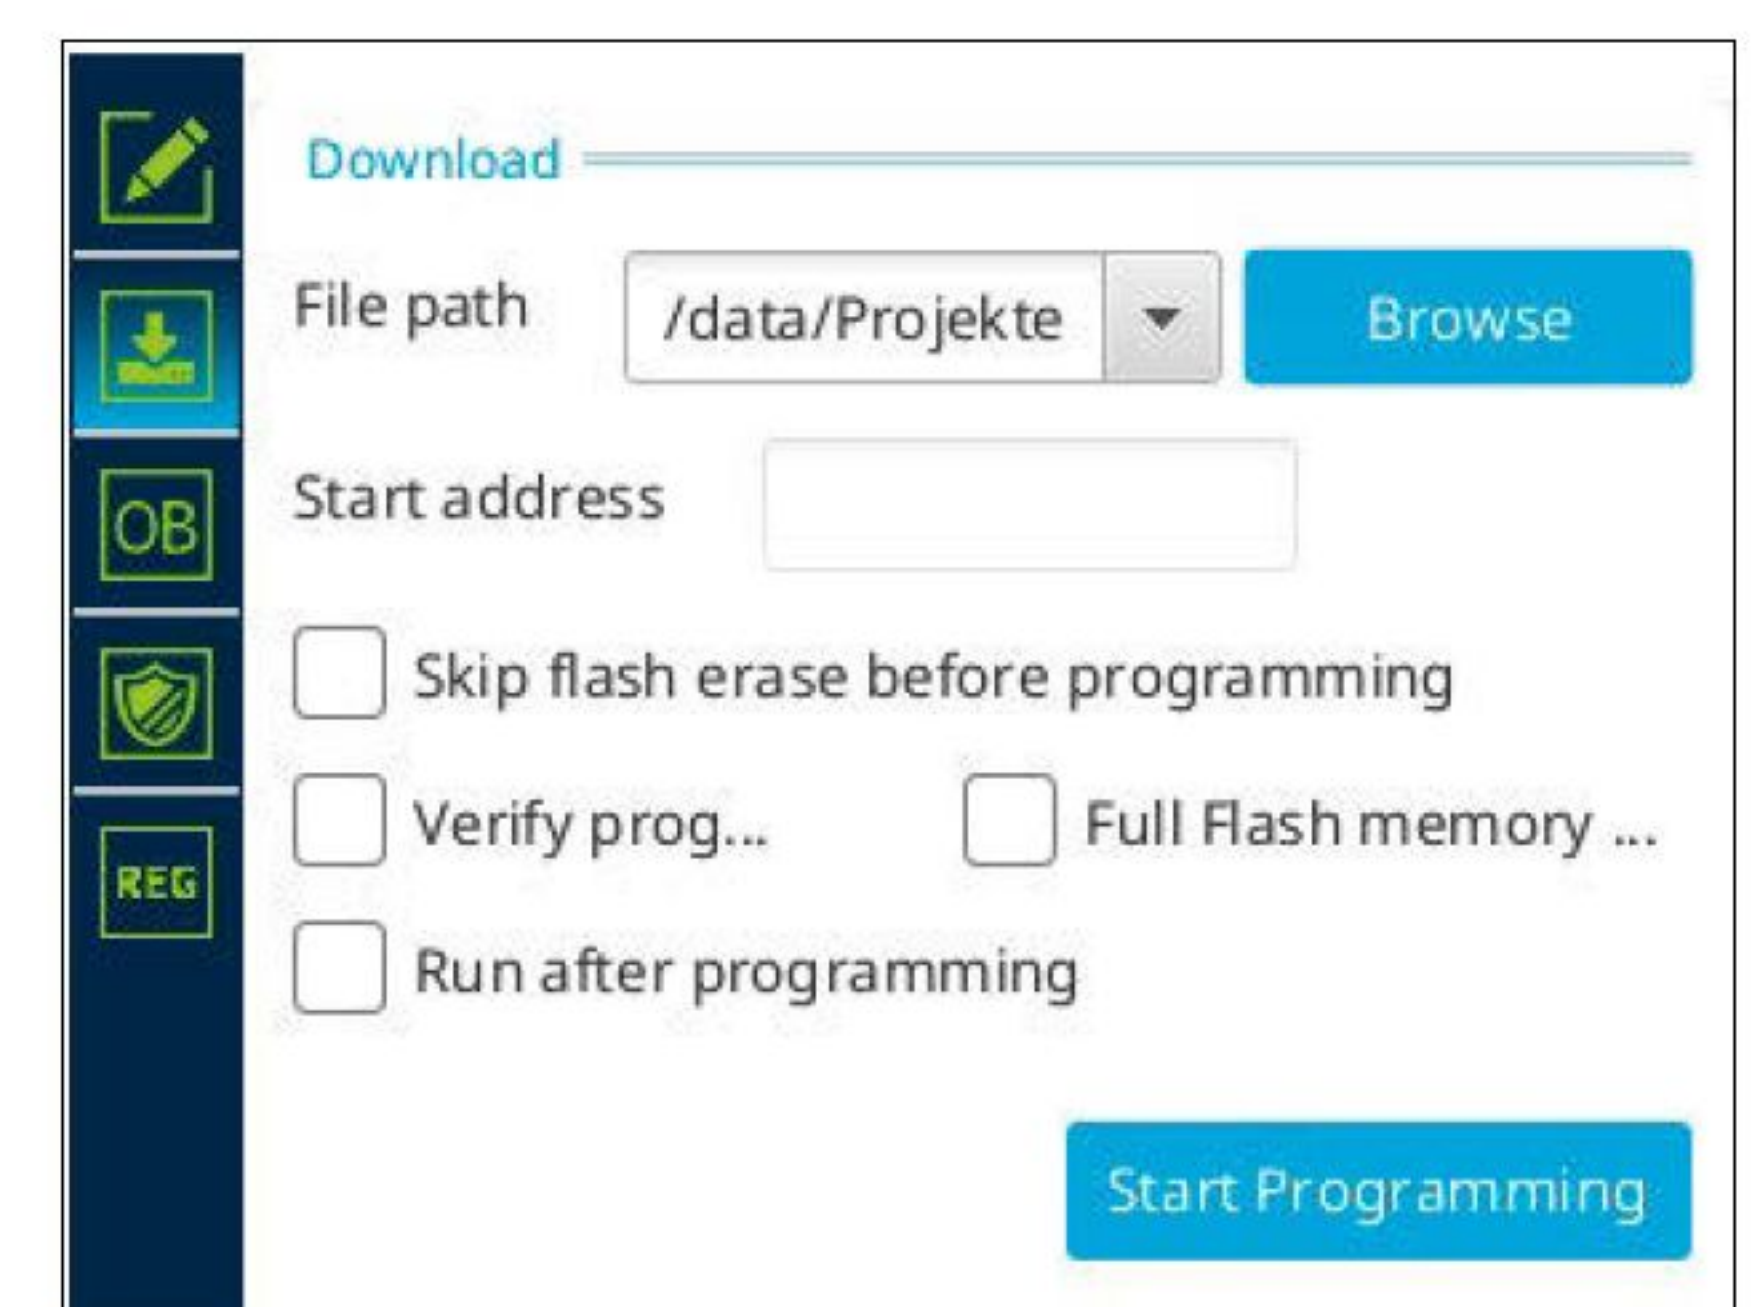 Download
File path /data/Projekte Browse
Start address
OB
Skip flash erase before programming
Verify prog... Full Flash memory ...
REG
Run after programming
Start Programming